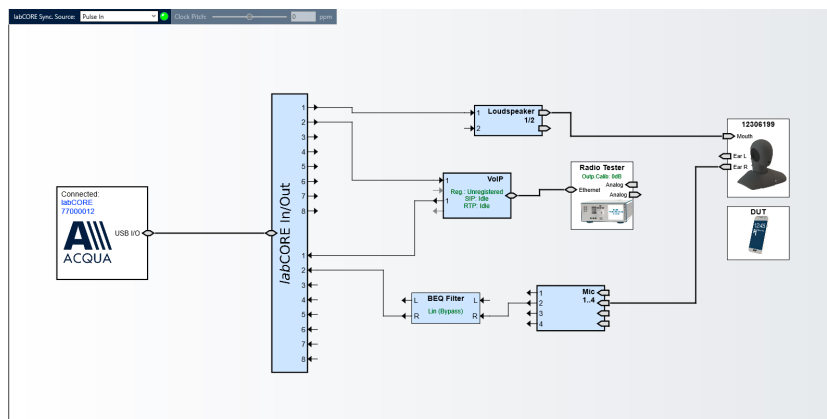 labCORE Sync. Source: Pulse In Clock Pitch: 0 ppm
Connected:
labCORE
77000012
ACQUA
USB I/O
labCORE In/Out
1
2
3
4
5
6
7
8
1
2
3
4
5
6
7
8
Loudspeaker
1/2
1
2
VoIP
1
Reg.: Unregistered
SIP: Idle
RTP: Idle
1
Radio Tester
Outp.Calib: 0dB
Analog
Ethernet
Analog
12306199
Mouth
Ear L
Ear R
DUT
12:45
BEQ Filter
L L
Lin (Bypass)
R R
Mic
1..4
1
2
3
4